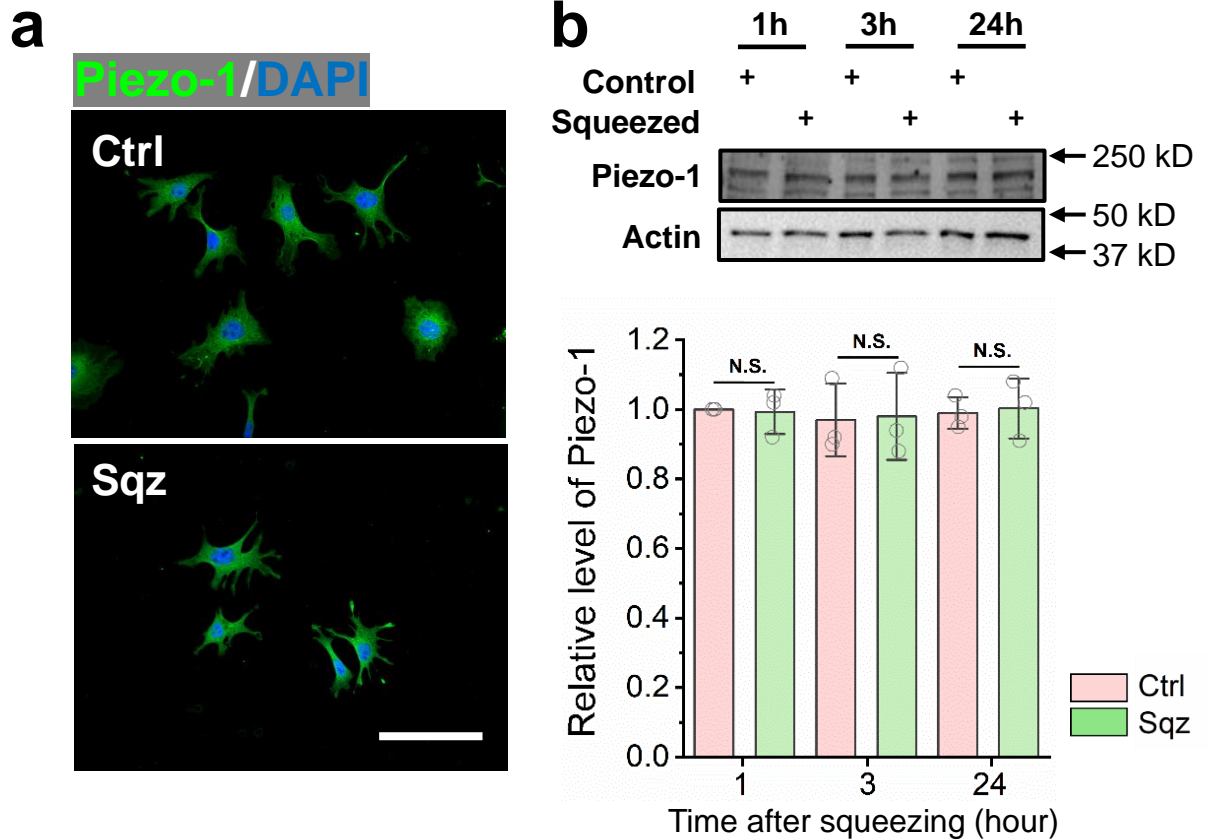 a
Piezo-1/DAPI
Ctrl
Sqz
b
1h 3h 24h
Control + + +
Squeezed + + +
Piezo-1
250 kD
Actin
50 kD
37 kD
Relative level of Piezo-1
1.2
1.0
0.8
0.6
0.4
0.2
0.0
N.S. N.S. N.S.
1 3 24
Time after squeezing (hour)
Ctrl
Sqz